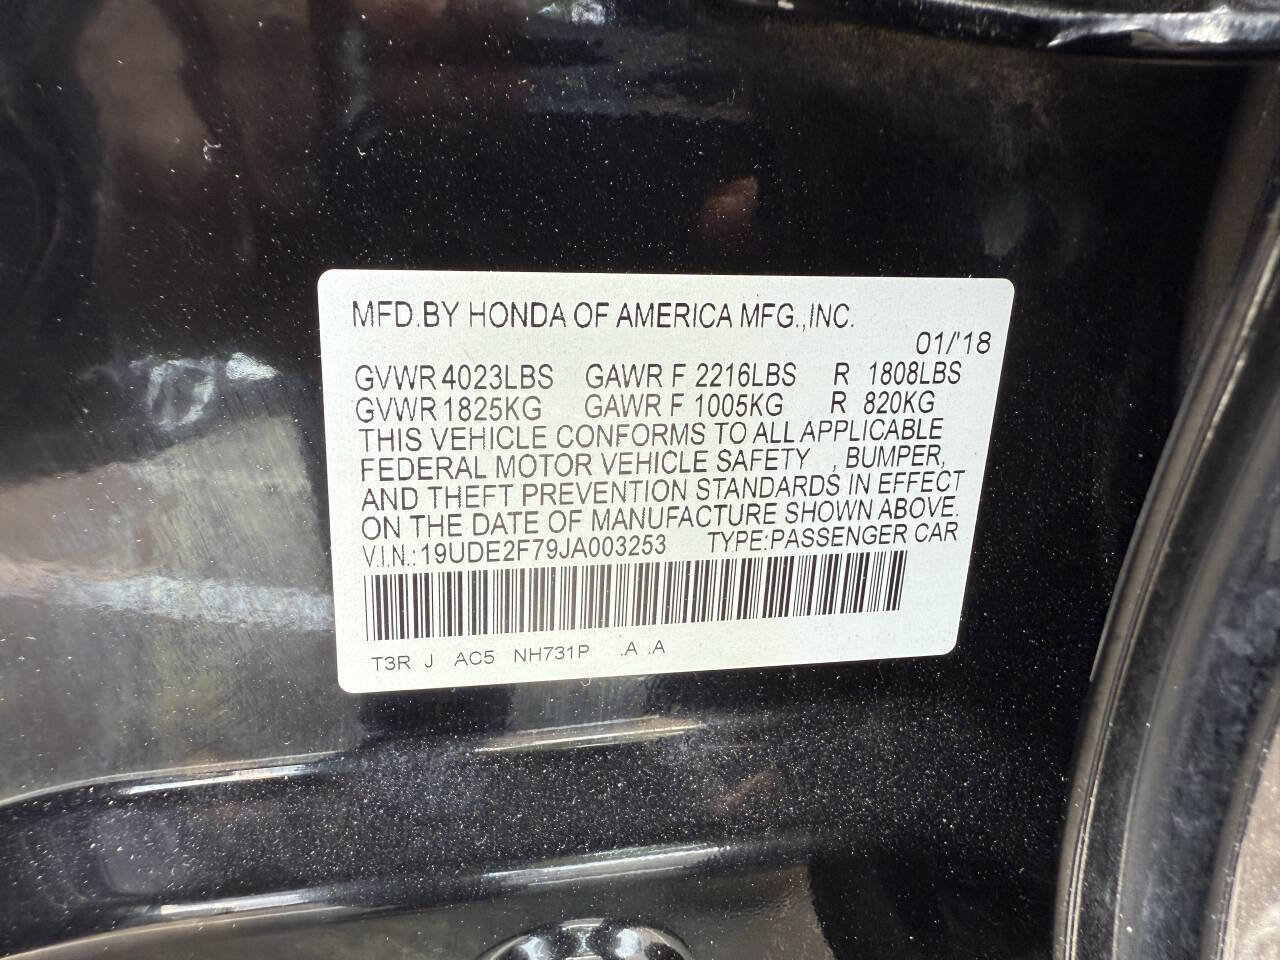 MFD.BY HONDA OF AMERICA MFG.,INC.
01/'18
GVWR 4023LBS GAWR F 2216LBS R 1808LBS
GVWR 1825KG GAWR F 1005KG R 820KG
THIS VEHICLE CONFORMS TO ALL APPLICABLE
FEDERAL MOTOR VEHICLE SAFETY , BUMPER,
AND THEFT PREVENTION STANDARDS IN EFFECT
ON THE DATE OF MANUFACTURE SHOWN ABOVE.
V.I.N.: 19UDE2F79JA003253 TYPE:PASSENGER CAR
T3R J AC5 NH731P .A .A